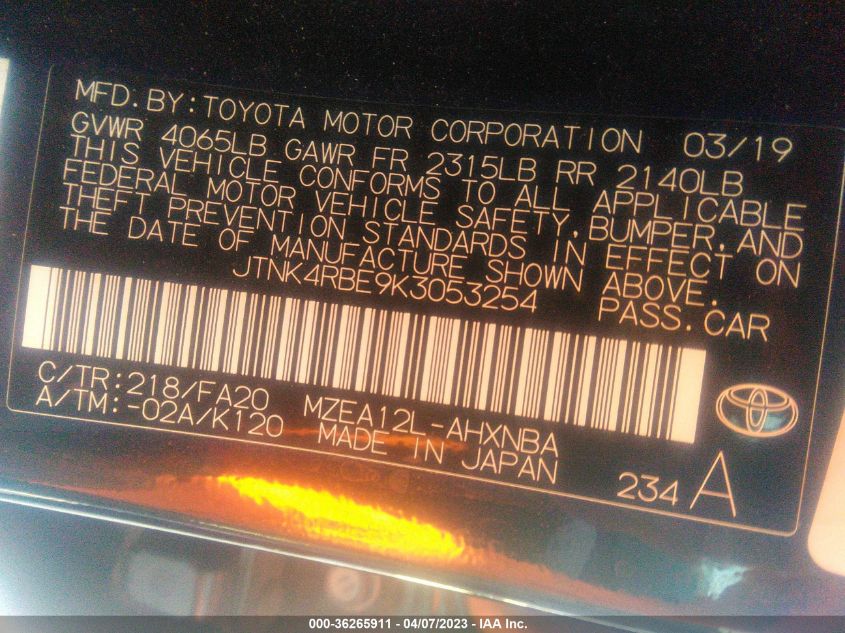 MFD.BY:TOYOTA MOTOR CORPORATION 03/19
GVWR 4065LB GAWR FR 2315LB RR 2140LB
THIS VEHICLE CONFORMS TO ALL APPLICABLE
FEDERAL MOTOR VEHICLE SAFETY,BUMPER,AND
THEFT PREVENTION STANDARDS IN EFFECT ON
THE DATE OF MANUFACTURE SHOWN ABOVE.
JTNK4RBE9K3053254 PASS.CAR
C/TR:218/FA20 MZEA12L-AHXNBA
A/TM:-02A/K120 MADE IN JAPAN
234 A
000-36265911 - 04/07/2023 - IAA Inc.